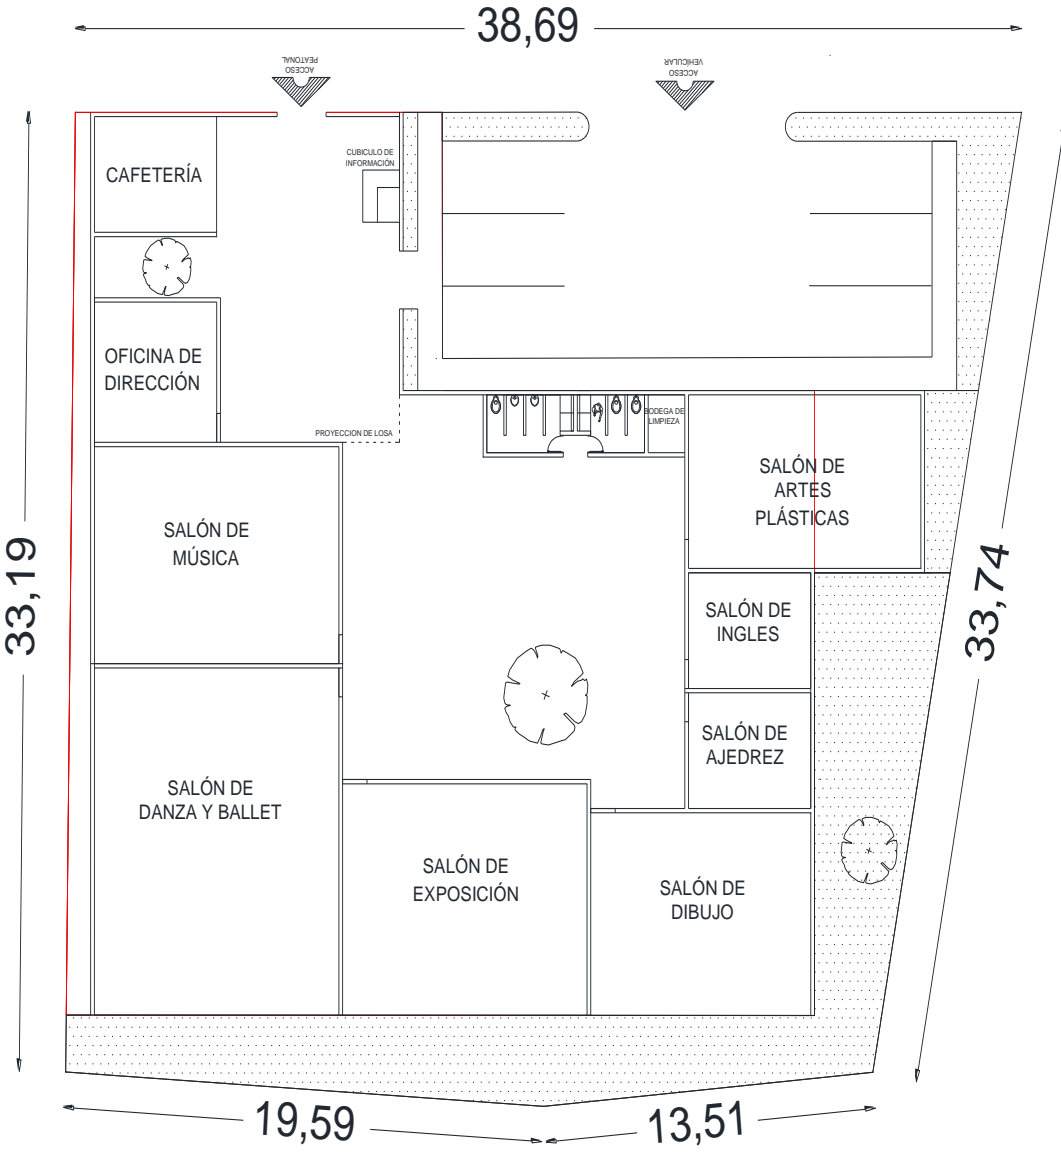 38,69
ACCESO
PEATONAL
ACCESO
VEHÍCULAR
CUBICULO DE
INFORMACIÓN
CAFETERÍA
OFICINA DE
DIRECCIÓN
PROYECCION DE LOSA
BODEGA DE
LIMPIEZA
SALÓN DE
ARTES
PLÁSTICAS
SALÓN DE
MÚSICA
33,19
33,74
SALÓN DE
INGLES
SALÓN DE
AJEDREZ
SALÓN DE
DANZA Y BALLET
SALÓN DE
EXPOSICIÓN
SALÓN DE
DIBUJO
19,59
13,51